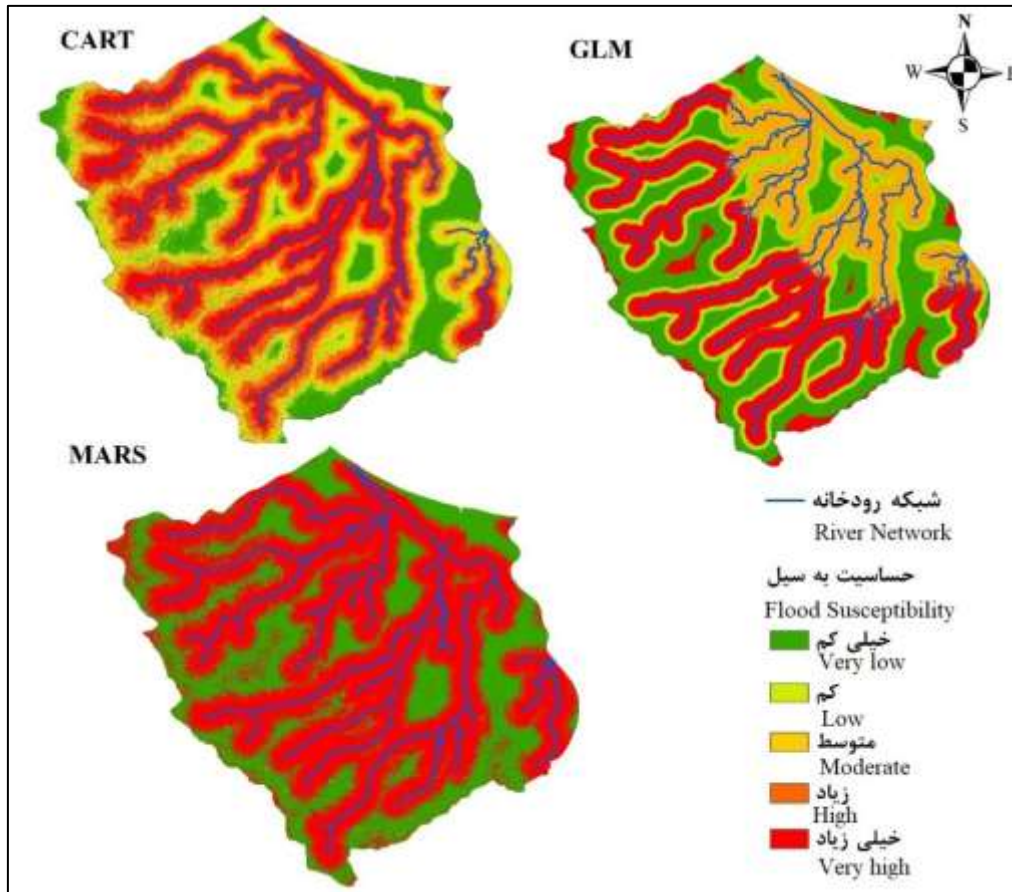 CART
GLM
N
W
E
S
MARS
شبکه رودخانه
River Network
حساسیت به سیل
Flood Susceptibility
خیلی کم
Very low
کم
Low
متوسط
Moderate
زیاد
High
خیلی زیاد
Very high